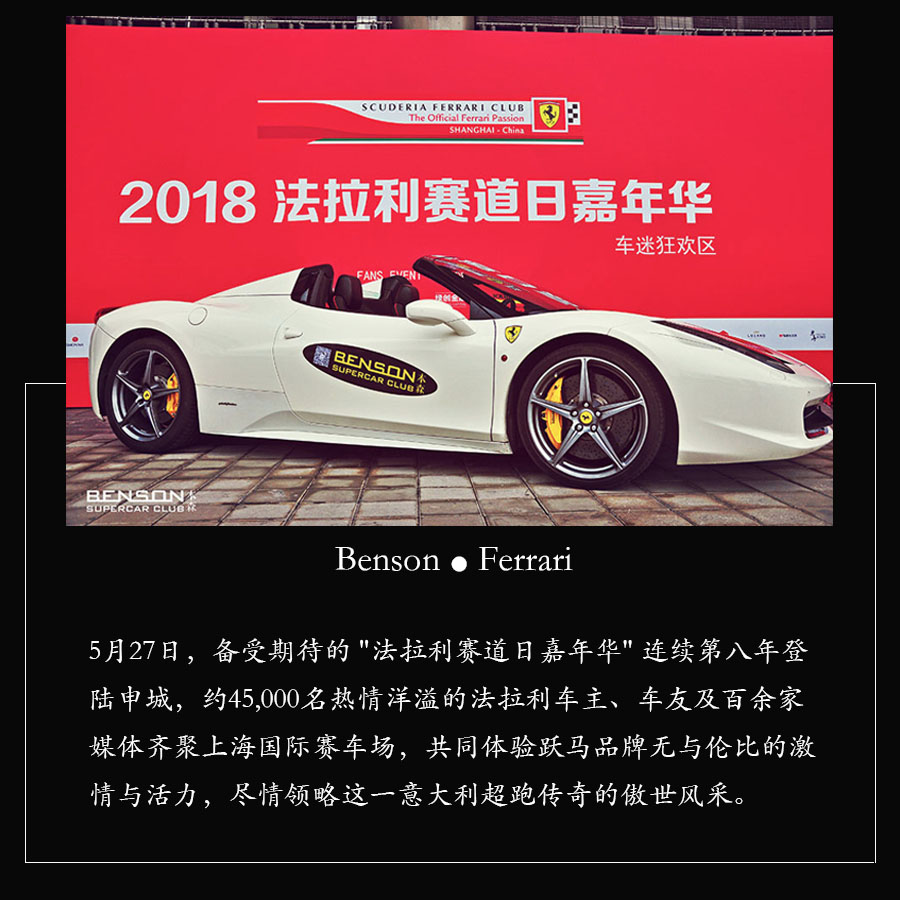 SCUDERIA FERRARI CLUB
The Official Ferrari Passion
SHANGHAI - China
2018 法拉利赛道日嘉年华
车迷狂欢区
FANS EVENT
BENSON
SUPERCAR CLUB
木森
BENSON
SUPERCAR CLUB
木森
Benson ● Ferrari
5月27日，备受期待的 "法拉利赛道日嘉年华" 连续第八年登
陆申城，约45,000名热情洋溢的法拉利车主、车友及百余家
媒体齐聚上海国际赛车场，共同体验跃马品牌无与伦比的激
情与活力，尽情领略这一意大利超跑传奇的傲世风采。